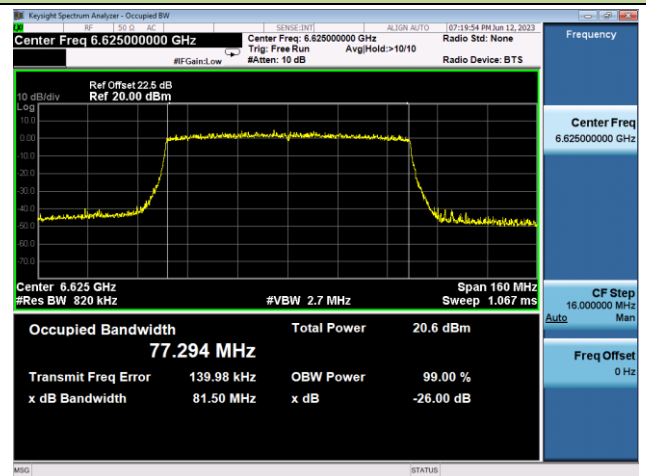 Keysight Spectrum Analyzer - Occupied BW
RF 50 Ω AC SENSE:INT ALIGN AUTO 07:19:54 PM Jun 12, 2023
Center Freq 6.625000000 GHz
Center Freq: 6.625000000 GHz
Radio Std: None
Trig: Free Run Avg|Hold:>10/10
#IFGain:Low
#Atten: 10 dB
Radio Device: BTS
Frequency
Ref Offset 22.5 dB
10 dB/div Ref 20.00 dBm
Log
10.0
0.00
-10.0
-20.0
-30.0
-40.0
-50.0
-60.0
-70.0
Center 6.625 GHz Span 160 MHz
#Res BW 820 kHz #VBW 2.7 MHz Sweep 1.067 ms
Occupied Bandwidth Total Power 20.6 dBm
77.294 MHz
Transmit Freq Error 139.98 kHz OBW Power 99.00 %
x dB Bandwidth 81.50 MHz x dB -26.00 dB
Center Freq
6.625000000 GHz
CF Step
16.000000 MHz
Auto Man
Freq Offset
0 Hz
MSG STATUS